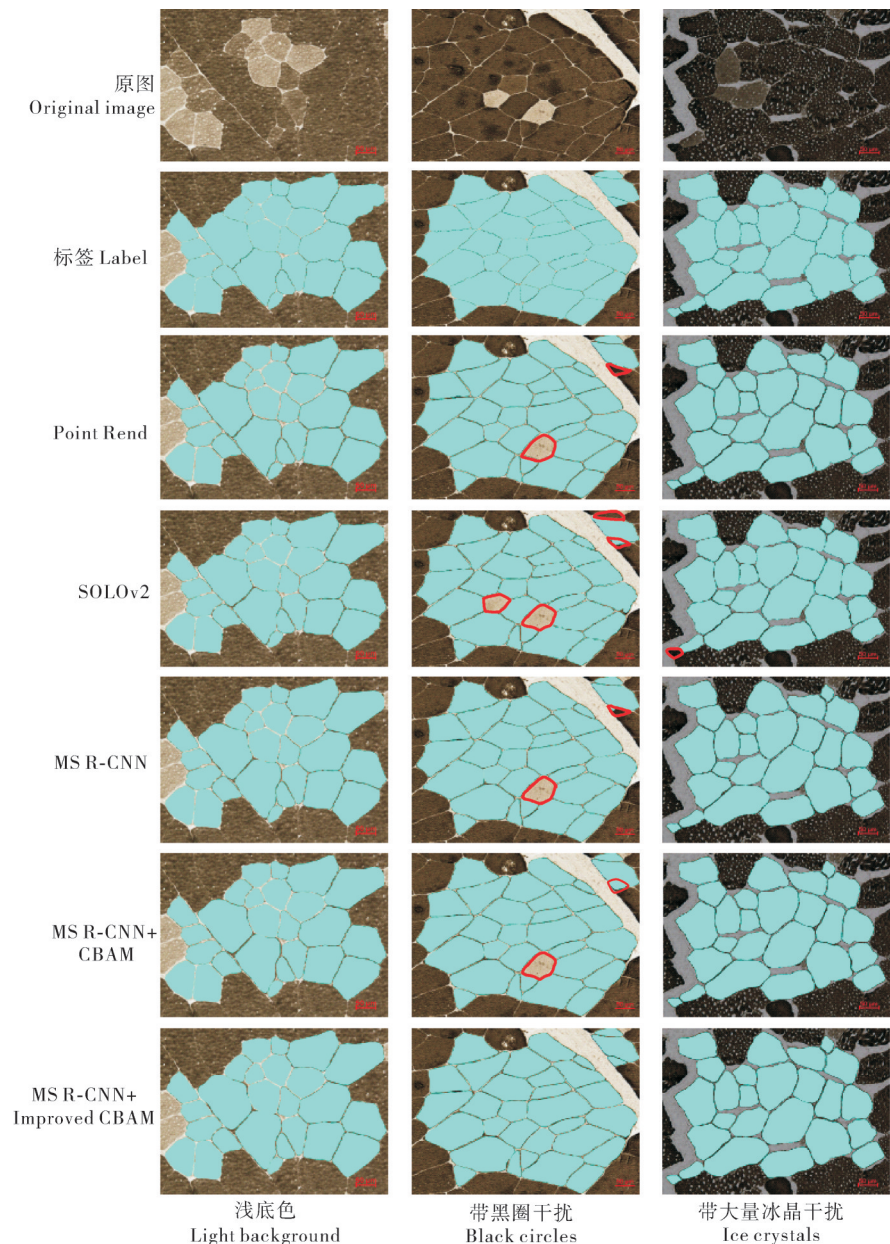 原图
Original image
标签 Label
Point Rend
SOLOv2
MS R-CNN
MS R-CNN+
CBAM
MS R-CNN+
Improved CBAM
浅底色
Light background
带黑圈干扰
Black circles
带大量冰晶干扰
Ice crystals